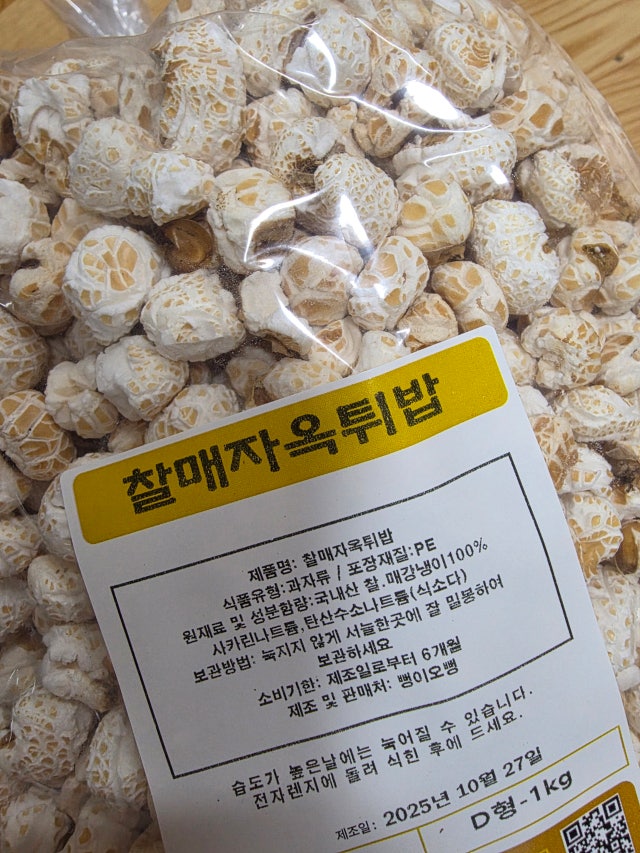 찰매자옥튀밥
제품명: 찰매자옥튀밥
식품유형:과자류 / 포장재질:PE
원재료 및 성분함량:국내산 찰,매강냉이100%
사카린나트륨,탄산수소나트륨(식소다)
보관방법: 눅지지 않게 서늘한곳에 잘 밀봉하여
보관하세요
소비기한: 제조일로부터 6개월
제조 및 판매처: 뻥이오뻥
습도가 높은날에는 눅어질 수 있습니다.
전자렌지에 돌려 식힌 후에 드세요.
제조일: 2025년 10월 27일
D형-1kg